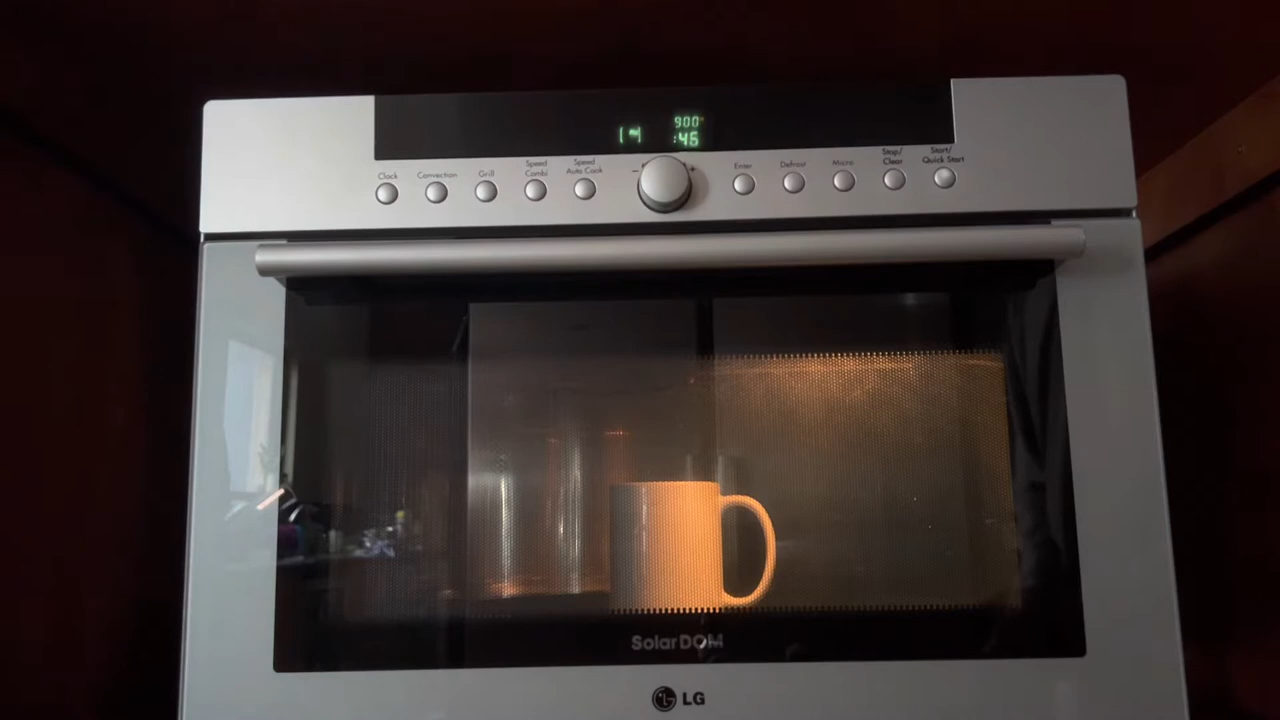 900
:46
Clock
Convection
Grill
Speed
Combi
Speed
Auto Cook
-
+
Enter
Defrost
Micro
Stop/
Clear
Start/
Quick Start
SolarDOM
LG